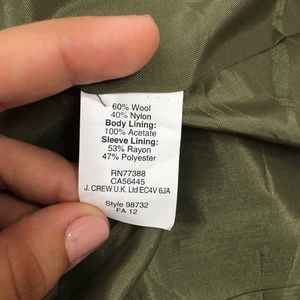 60% Wool
40% Nylon
Body Lining:
100% Acetate
Sleeve Lining:
53% Rayon
47% Polyester
RN77388
CA56445
J. CREW U.K. Ltd EC4V 6JA
Style 98732
FA 12